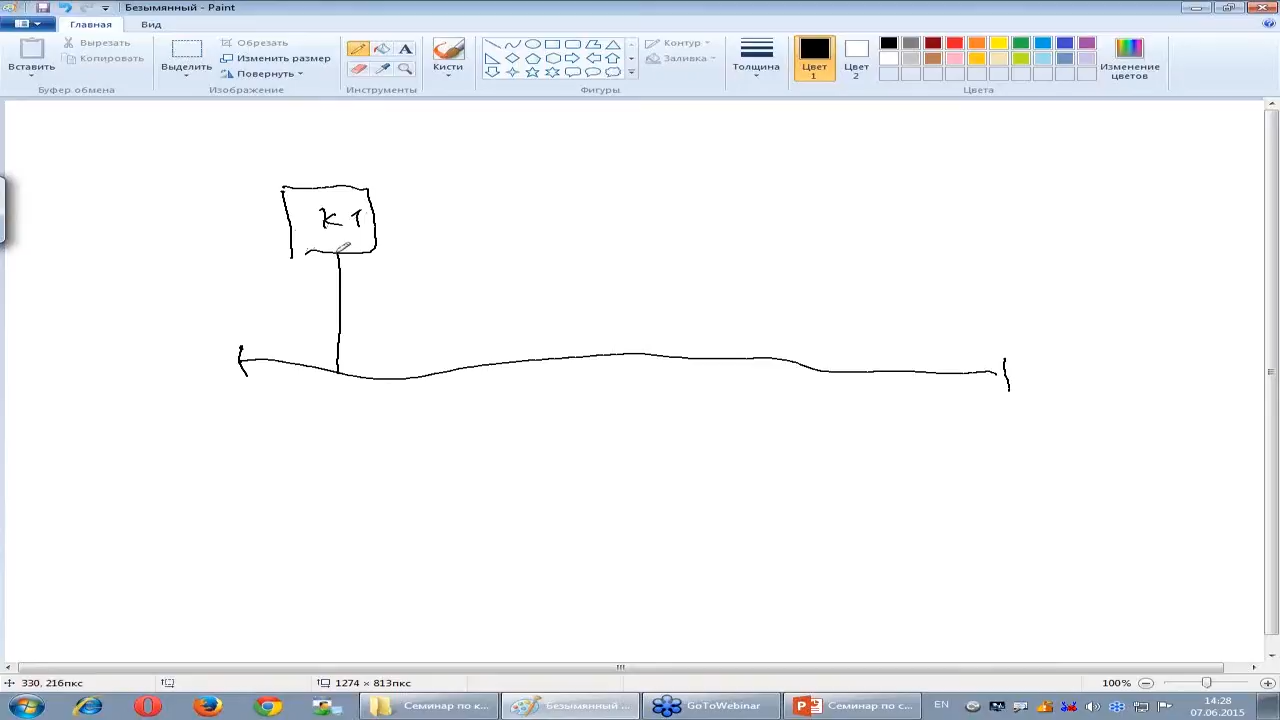 Безымянный - Paint
Главная
Вид
Вставить
Вырезать
Копировать
Буфер обмена
Выделить
Обрезать
Изменить размер
Повернуть
Изображение
A
Инструменты
Кисти
Фигуры
Контур
Заливка
Толщина
Цвет 1
Цвет 2
Изменение цветов
Цвета
К 1
330, 216пкс
1274 × 813пкс
100%
Семинар по к...
Безымянный ...
GoToWebinar
Семинар по с...
EN
14:28
07.06.2015